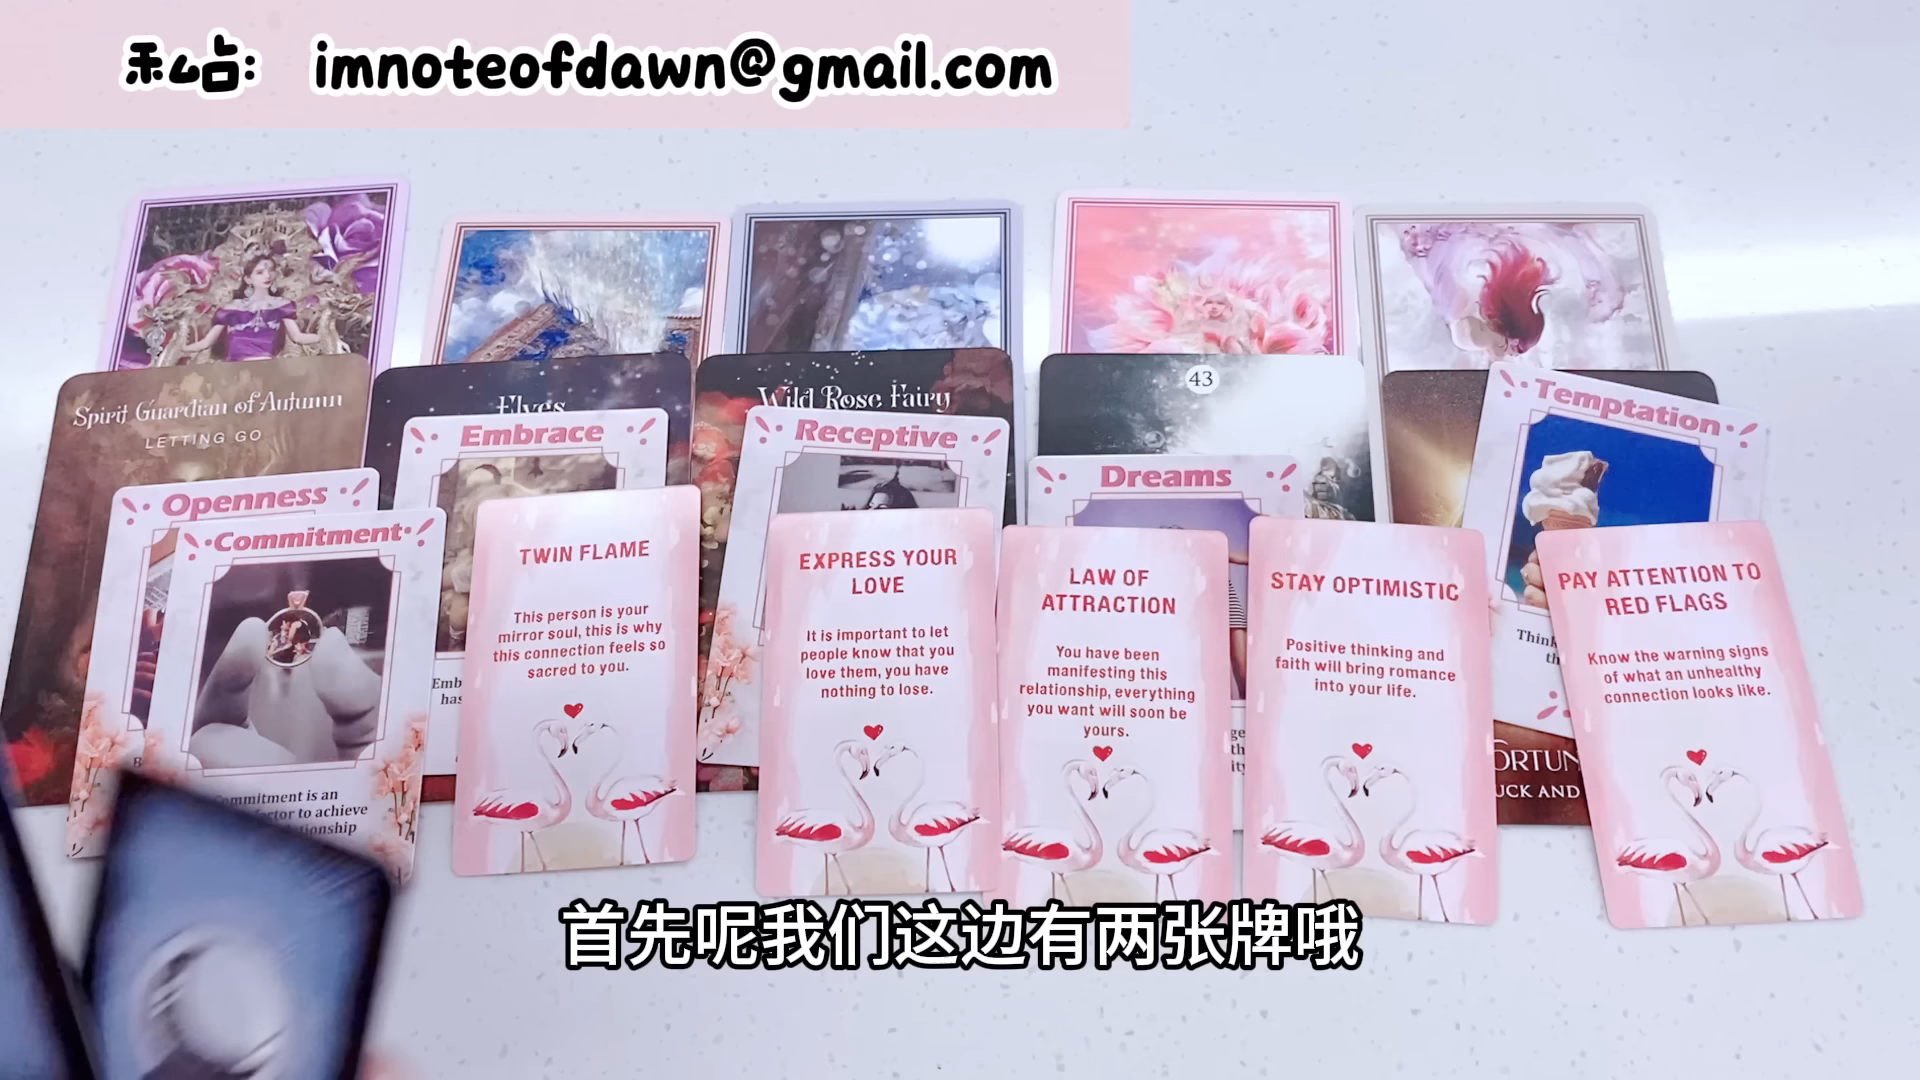 私占: imnoteofdawn@gmail.com
Spirit Guardian of Autumn
LETTING GO
Elves
Wild Rose Fairy
43
Temptation
Embrace
Receptive
Dreams
Openness
Commitment
Commitment is an
factor to achieve
relationship
TWIN FLAME
This person is your
mirror soul, this is why
this connection feels so
sacred to you.
EXPRESS YOUR
LOVE
It is important to let
people know that you
love them, you have
nothing to lose.
LAW OF
ATTRACTION
You have been
manifesting this
relationship, everything
you want will soon be
yours.
STAY OPTIMISTIC
Positive thinking and
faith will bring romance
into your life.
PAY ATTENTION TO
RED FLAGS
Know the warning signs
of what an unhealthy
connection looks like.
首先呢我们这边有两张牌哦